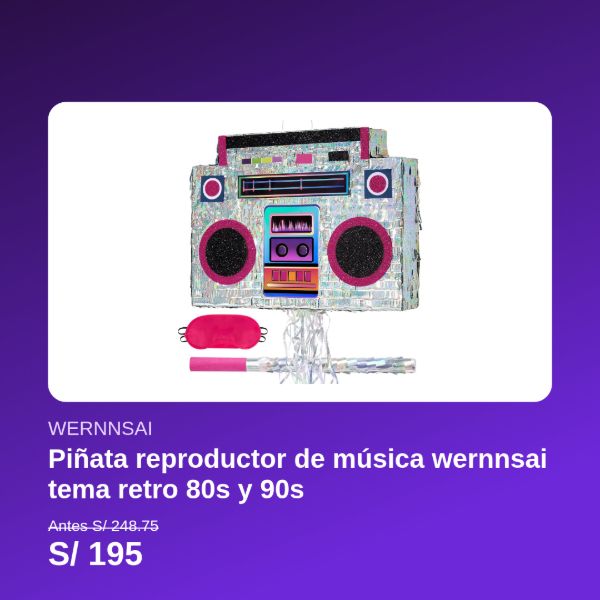 WERNNSAI
Piñata reproductor de música wernnsai
tema retro 80s y 90s
Antes S/ 248.75
S/ 195